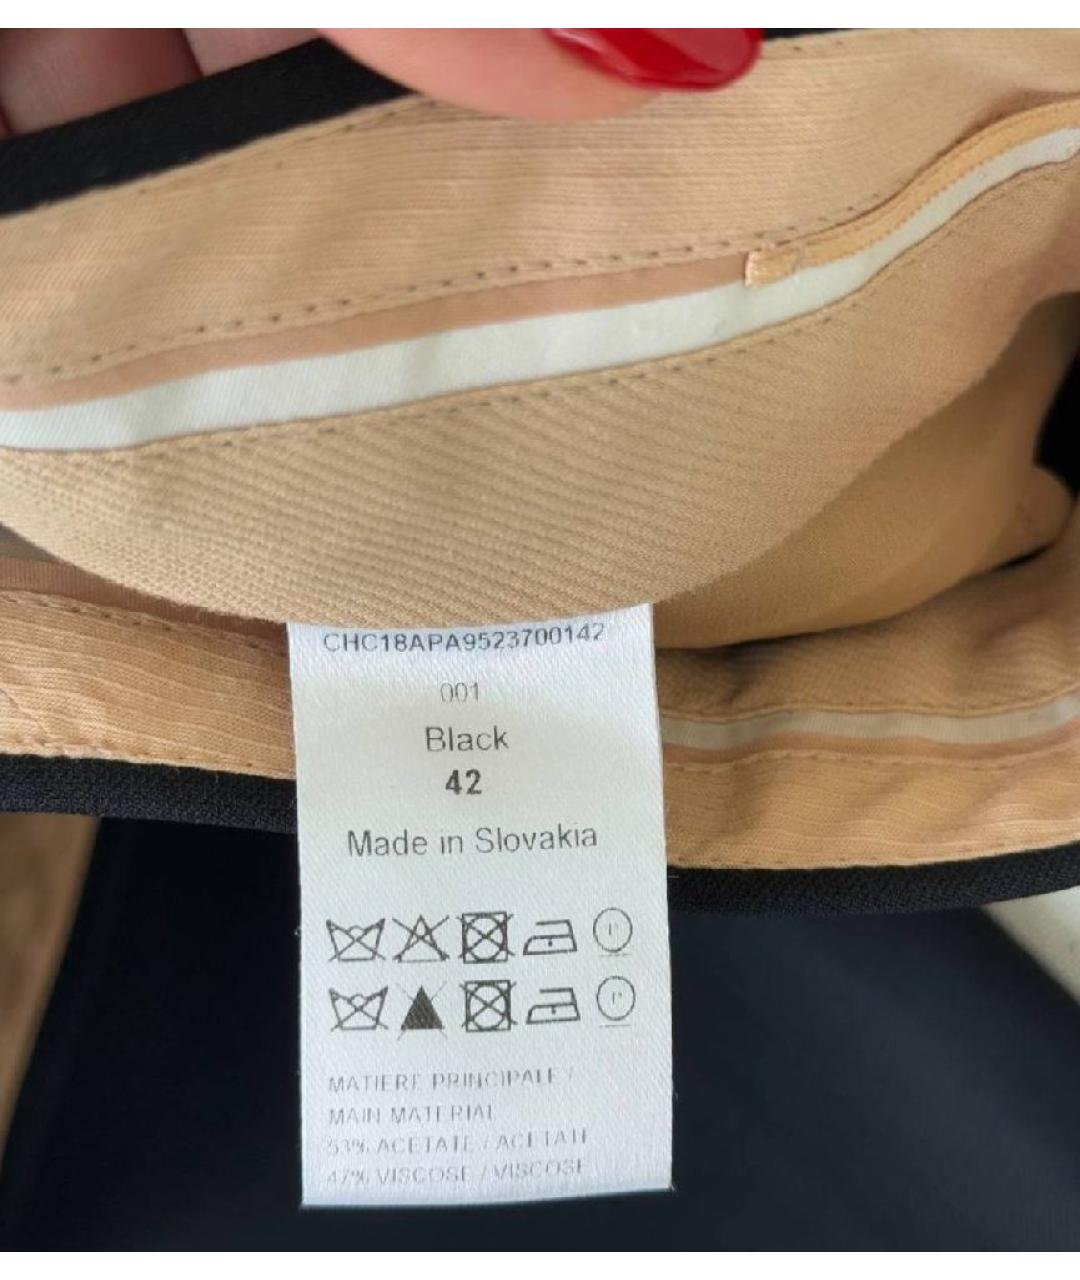 CHC18APA9523700142
001
Black
42
Made in Slovakia
P
P
MATIERE PRINCIPALE /
MAIN MATERIAL
53% ACETATE / ACETATE
47% VISCOSE / VISCOSE